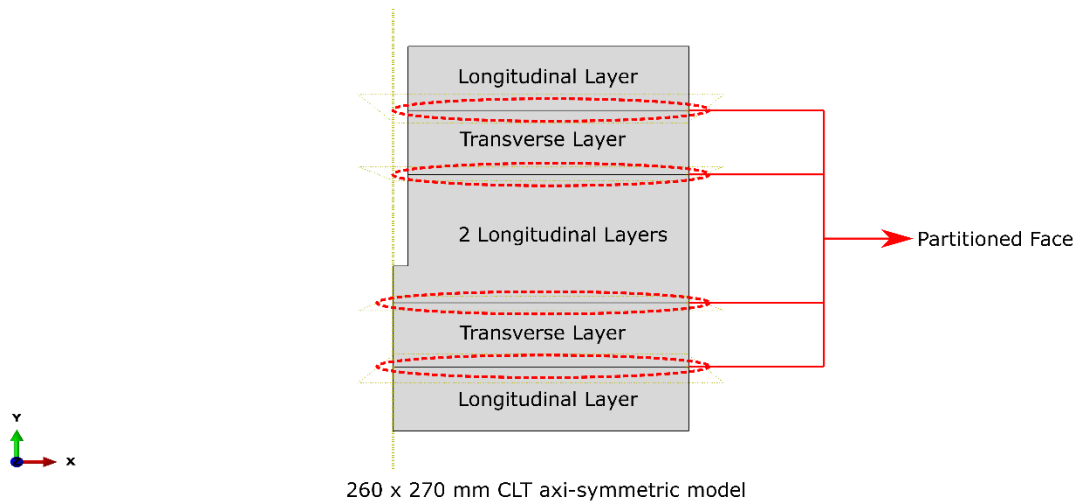 Longitudinal Layer
Transverse Layer
2 Longitudinal Layers
Partitioned Face
Transverse Layer
Longitudinal Layer
Y
X
260 x 270 mm CLT axi-symmetric model